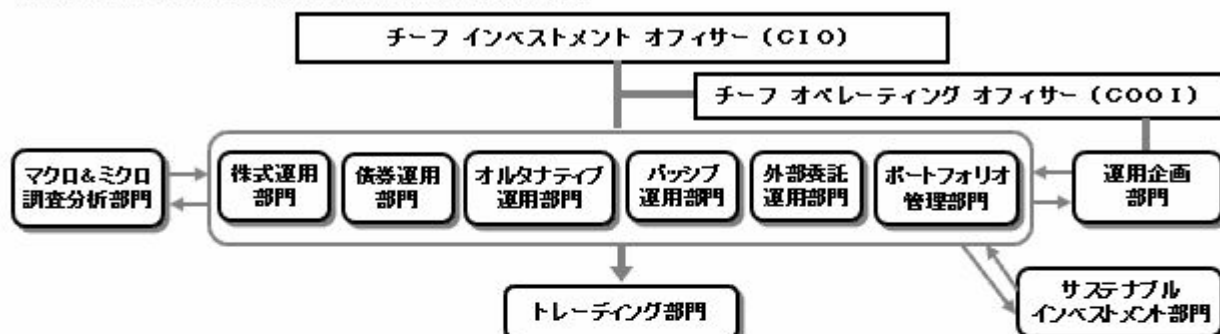 チーフ インベストメント オフィサー (CIO)
チーフ オペレーティング オフィサー (COOI)
マクロ&ミクロ
調査分析部門
株式運用
部門
債券運用
部門
オルタナティブ
運用部門
パッシブ
運用部門
外部委託
運用部門
ポートフォリオ
管理部門
運用企画
部門
トレーディング部門
サステナブル
インベストメント部門